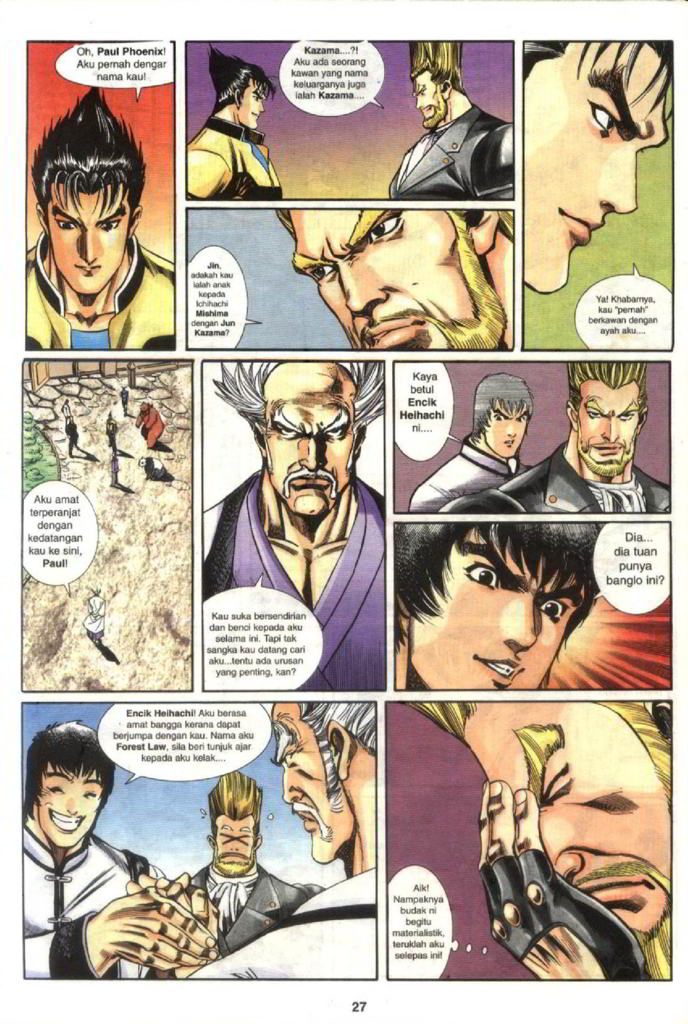 Oh, Paul Phoenix!
Aku pernah dengar
nama kau!
Kazama....?!
Aku ada seorang
kawan yang nama
keluarganya juga
ialah Kazama....
Jin,
adakah kau
ialah anak
kepada
Ichihachi
Mishima
dengan Jun
Kazama?
Ya! Khabarnya,
kau "pernah"
berkawan dengan
ayah aku....
Aku amat
terperanjat
dengan
kedatangan
kau ke sini,
Paul!
Kau suka bersendirian
dan benci kepada aku
selama ini. Tapi tak
sangka kau datang cari
aku...tentu ada urusan
yang penting, kan?
Kaya
betul
Encik
Heihachi
ni....
Dia...
dia tuan
punya
banglo ini?
Encik Heihachi! Aku berasa
amat bangga kerana dapat
berjumpa dengan kau. Nama aku
Forest Law, sila beri tunjuk ajar
kepada aku kelak....
Aik!
Nampaknya
budak ni
begitu
materialistik,
teruklah aku
selepas ini!
27